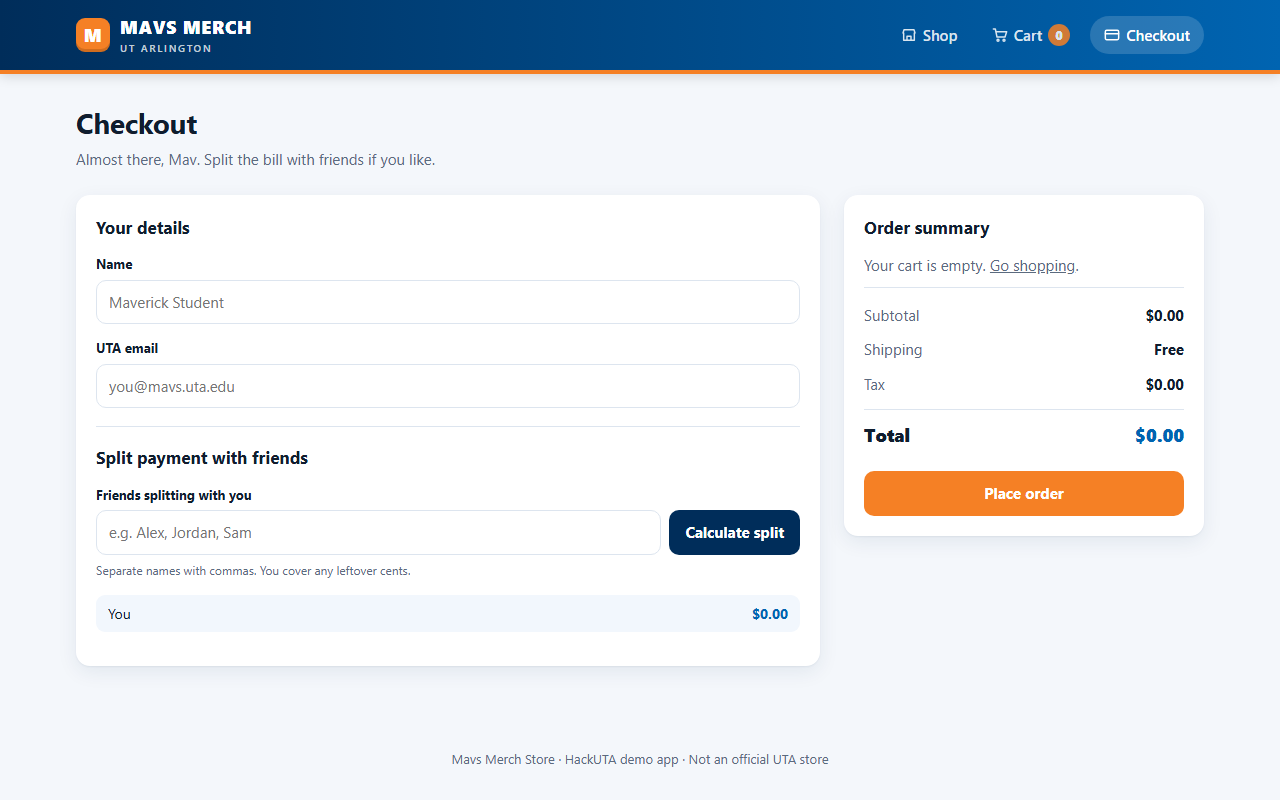 M
MAVS MERCH
UT ARLINGTON
Shop
Cart 0
Checkout
Checkout
Almost there, Mav. Split the bill with friends if you like.
Your details
Name
Maverick Student
UTA email
you@mavs.uta.edu
Split payment with friends
Friends splitting with you
e.g. Alex, Jordan, Sam
Calculate split
Separate names with commas. You cover any leftover cents.
You $0.00
Order summary
Your cart is empty. Go shopping.
Subtotal $0.00
Shipping Free
Tax $0.00
Total $0.00
Place order
Mavs Merch Store · HackUTA demo app · Not an official UTA store